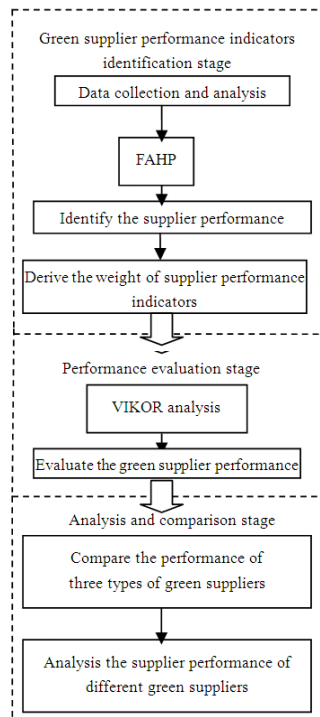 Green supplier performance indicators
identification stage
Data collection and analysis
FAHP
Identify the supplier performance
Derive the weight of supplier performance
indicators
Performance evaluation stage
VIKOR analysis
Evaluate the green supplier performance
Analysis and comparison stage
Compare the performance of
three types of green suppliers
Analysis the supplier performance of
different green suppliers